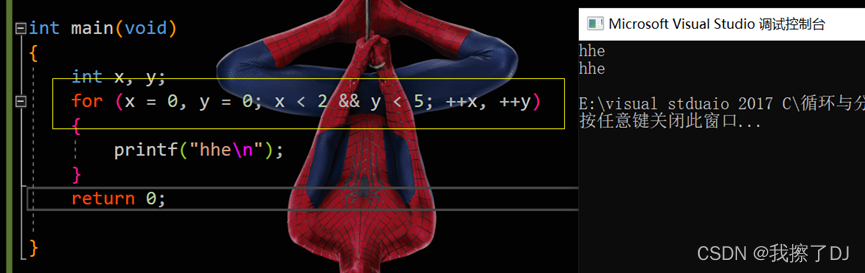 int main(void)
{
int x, y;
for (x = 0, y = 0; x < 2 && y < 5; ++x, ++y)
{
printf("hhe\n");
}
return 0;
}
Microsoft Visual Studio 调试控制台
hhe
hhe
E:\visual stduaio 2017 C\循环与分
按任意键关闭此窗口...
CSDN @我擦了DJ